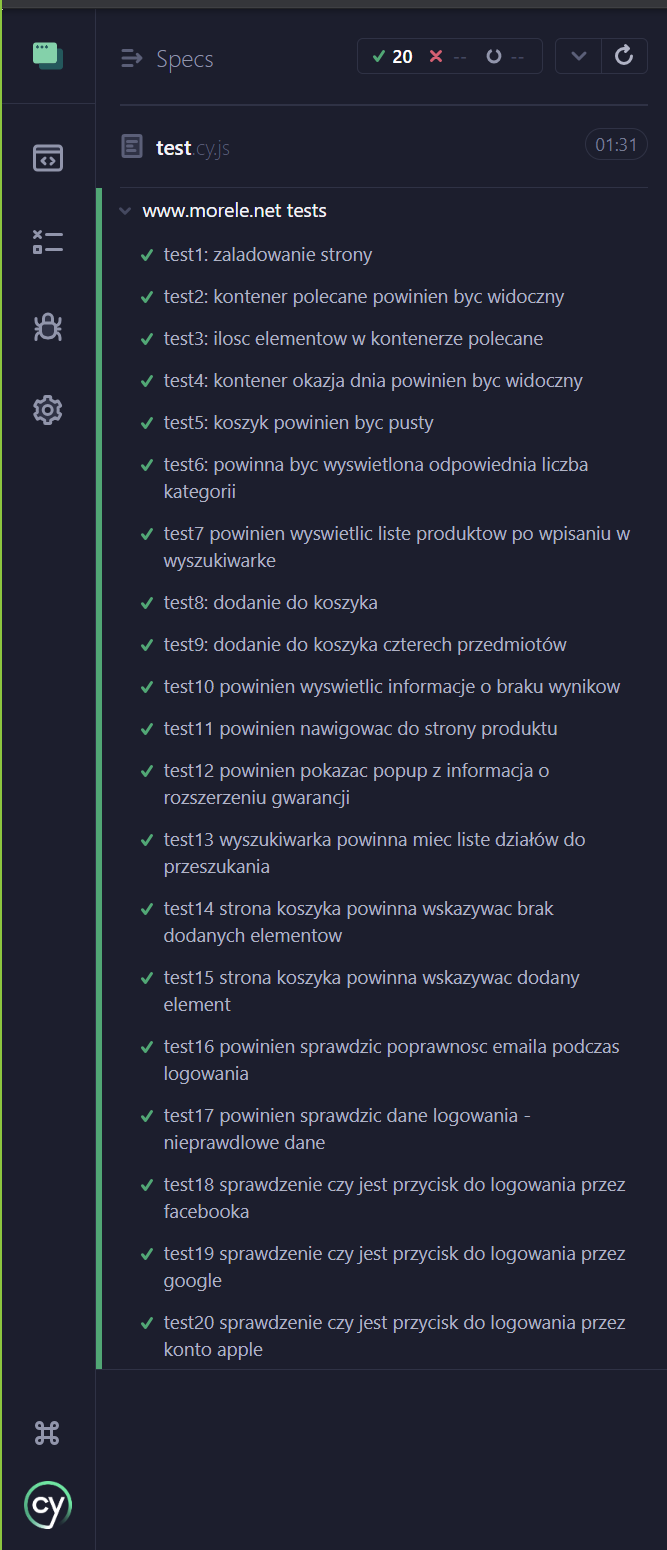 Specs
20 -- --
test.cy.js
01:31
www.morele.net tests
test1: zaladowanie strony
test2: kontener polecane powinien byc widoczny
test3: ilosc elementow w kontenerze polecane
test4: kontener okazja dnia powinien byc widoczny
test5: koszyk powinien byc pusty
test6: powinna byc wyswietlona odpowiednia liczba
kategorii
test7 powinien wyswietlic liste produktow po wpisaniu w
wyszukiwarke
test8: dodanie do koszyka
test9: dodanie do koszyka czterech przedmiotów
test10 powinien wyswietlic informacje o braku wynikow
test11 powinien nawigowac do strony produktu
test12 powinien pokazac popup z informacja o
rozszerzeniu gwarancji
test13 wyszukiwarka powinna miec liste działów do
przeszukania
test14 strona koszyka powinna wskazywac brak
dodanych elementow
test15 strona koszyka powinna wskazywac dodany
element
test16 powinien sprawdzic poprawnosc emaila podczas
logowania
test17 powinien sprawdzic dane logowania -
nieprawdlowe dane
test18 sprawdzenie czy jest przycisk do logowania przez
facebooka
test19 sprawdzenie czy jest przycisk do logowania przez
google
test20 sprawdzenie czy jest przycisk do logowania przez
konto apple
cy